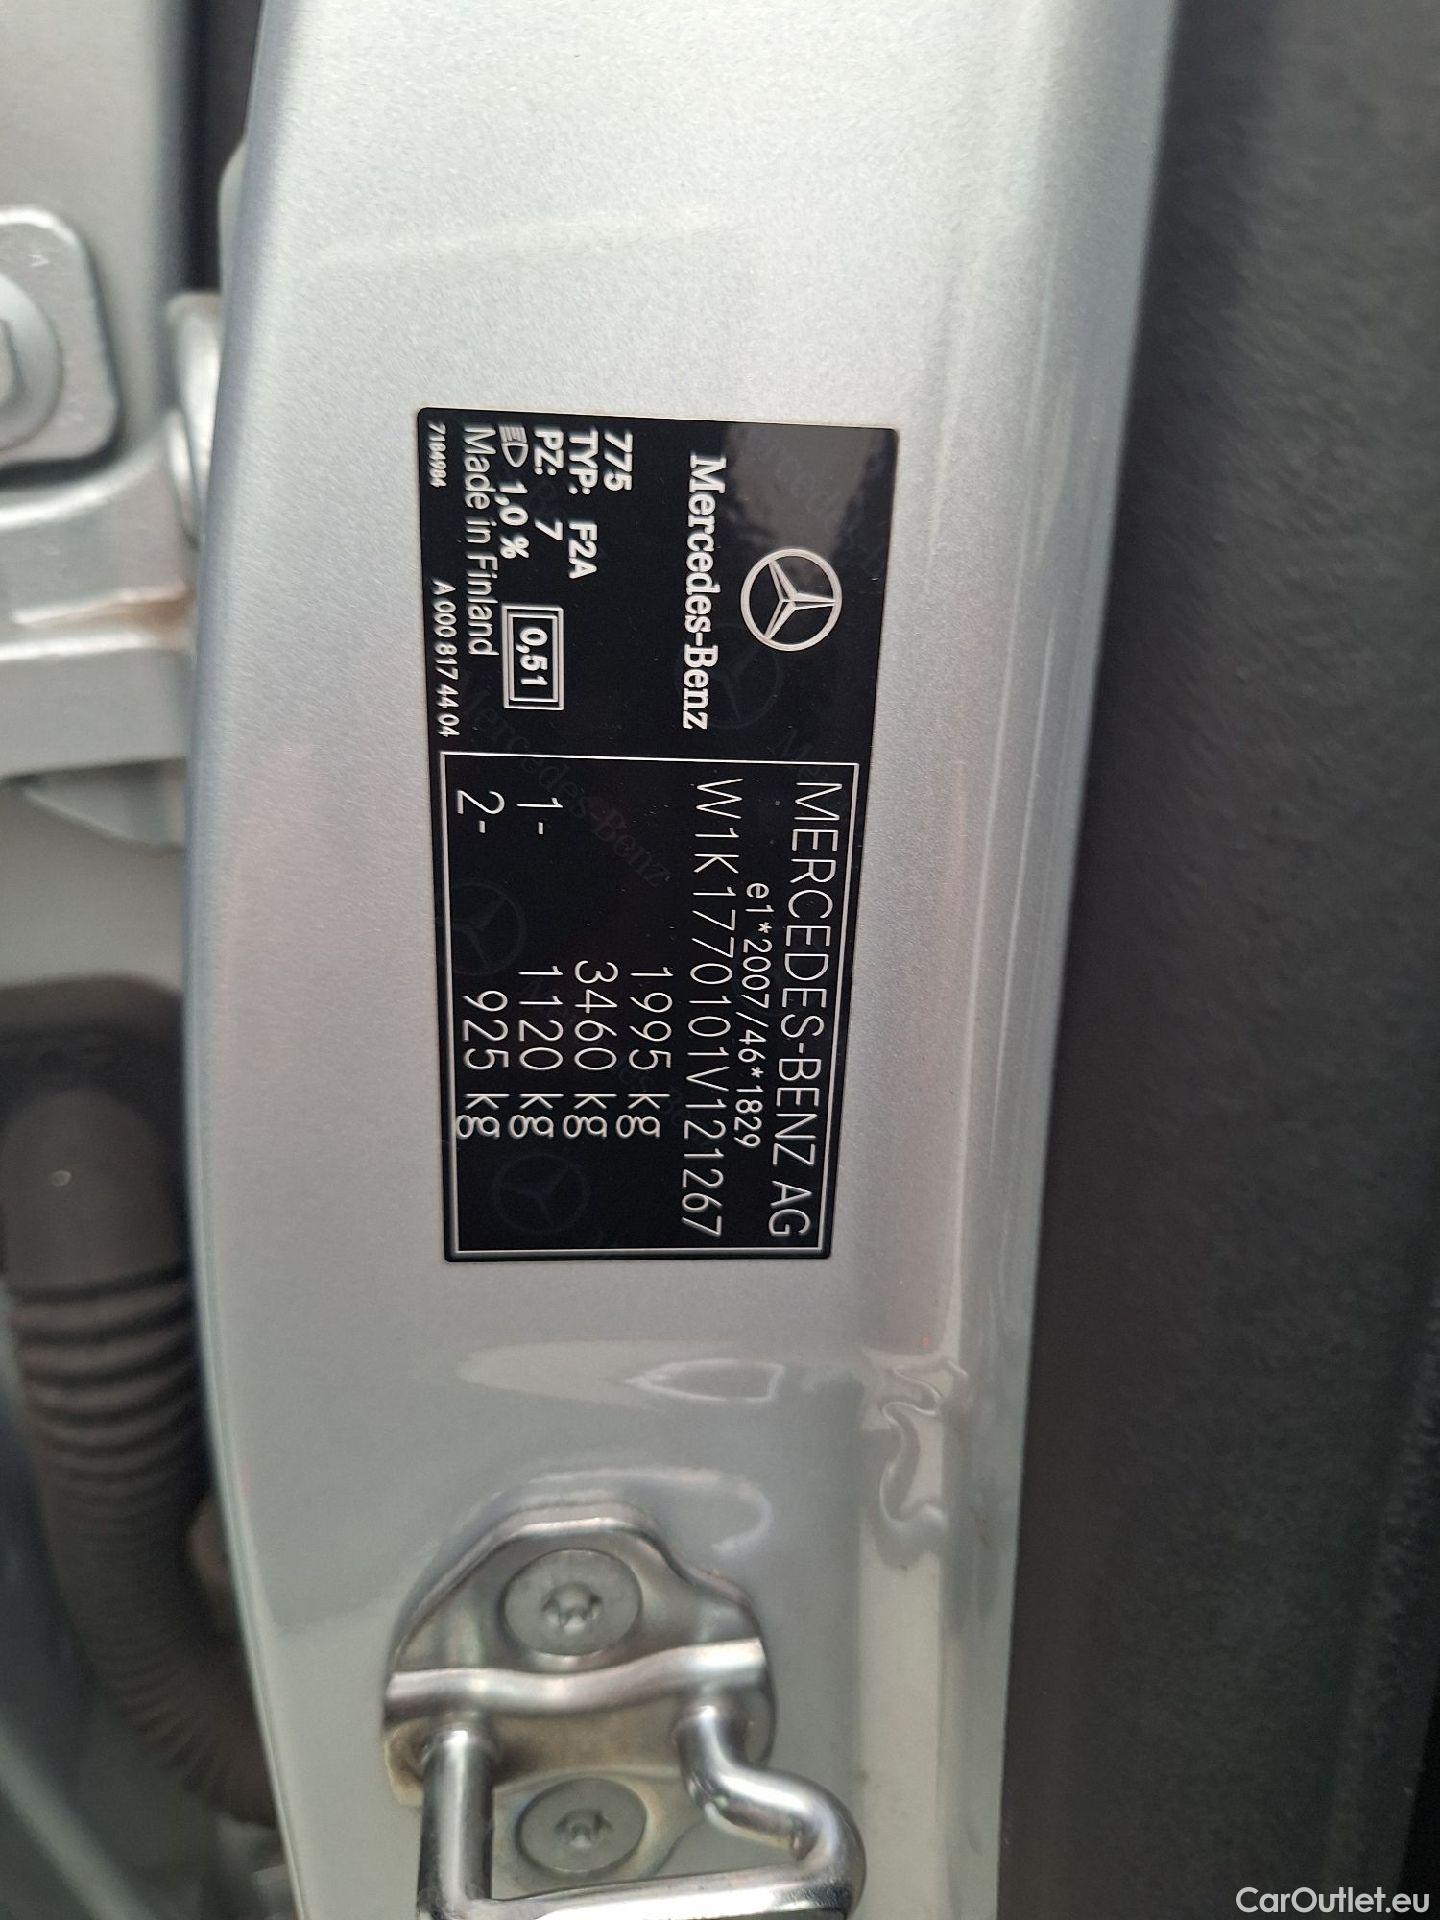 Mercedes-Benz
775
TYP: F2A
PZ: 7
1,0 %
0,51
Made in Finland
7184984
A 000 817 44 04
MERCEDES-BENZ AG
e1*2007/46*1829
W1K1770101V121267
1995 kg
3460 kg
1- 1120 kg
2- 925 kg
CarOutlet.eu